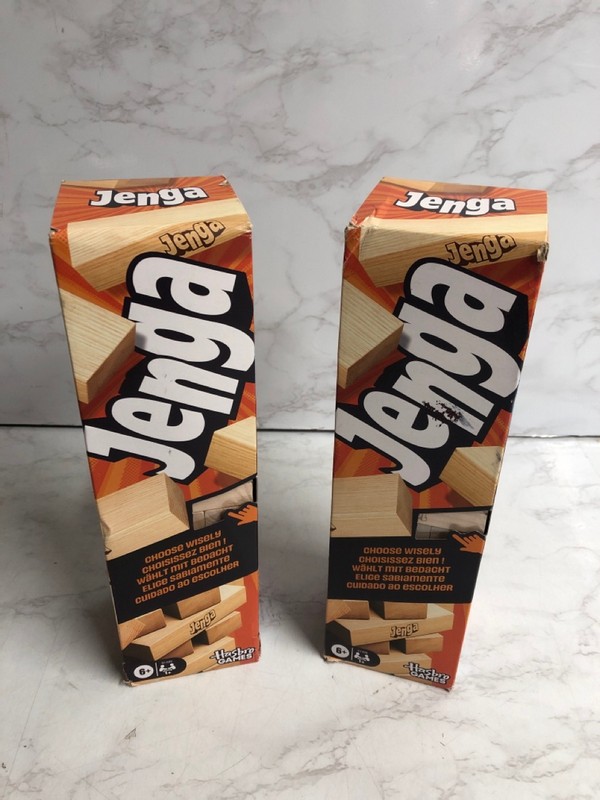 Jenga
Jenga
Jenga
CHOOSE WISELY
CHOISISSEZ BIEN !
WÄHLT MIT BEDACHT
ELIGE SABIAMENTE
CUIDADO AO ESCOLHER
Jenga
6+
1+
Hasbro
GAMES
Jenga
Jenga
Jenga
CHOOSE WISELY
CHOISISSEZ BIEN !
WÄHLT MIT BEDACHT
ELIGE SABIAMENTE
CUIDADO AO ESCOLHER
Jenga
6+
1+
Hasbro
GAMES